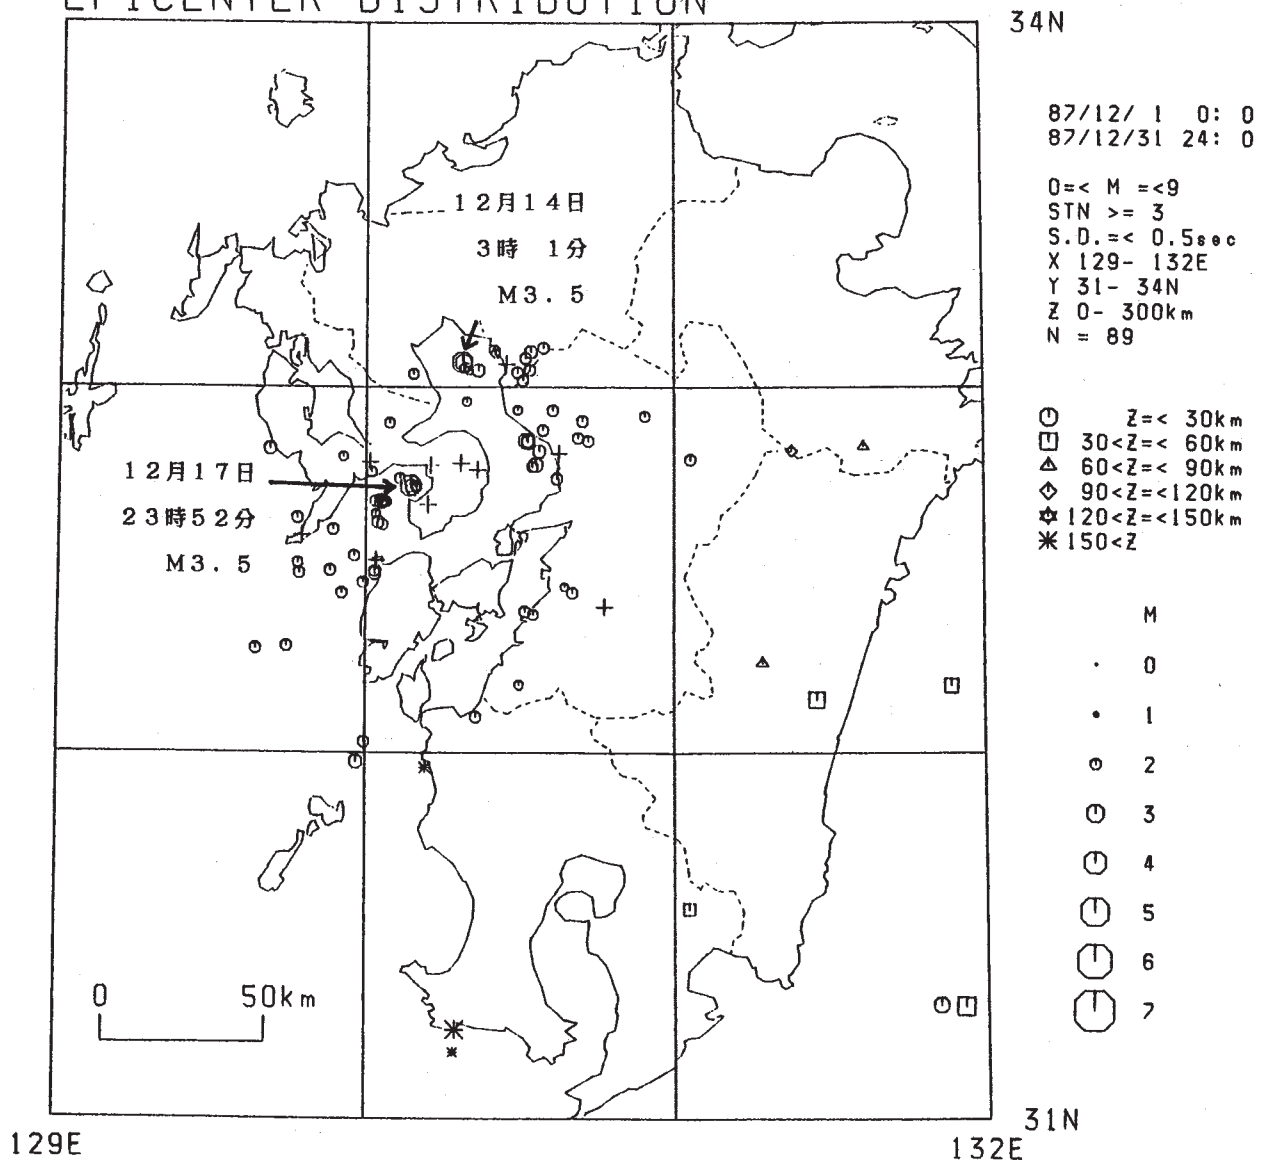 EPICENTER DISTRIBUTION
34N
87/12/ 1 0: 0
87/12/31 24: 0
0=< M =<9
STN >= 3
S.D.=< 0.5sec
X 129- 132E
Y 31- 34N
Z 0- 300km
N = 89
12月14日
3時 1分
M3.5
Z=< 30km
30<Z=< 60km
60<Z=< 90km
90<Z=<120km
120<Z=<150km
150<Z
12月17日
23時52分
M3.5
M
0
1
2
3
4
5
6
7
0 50km
31N
129E
132E